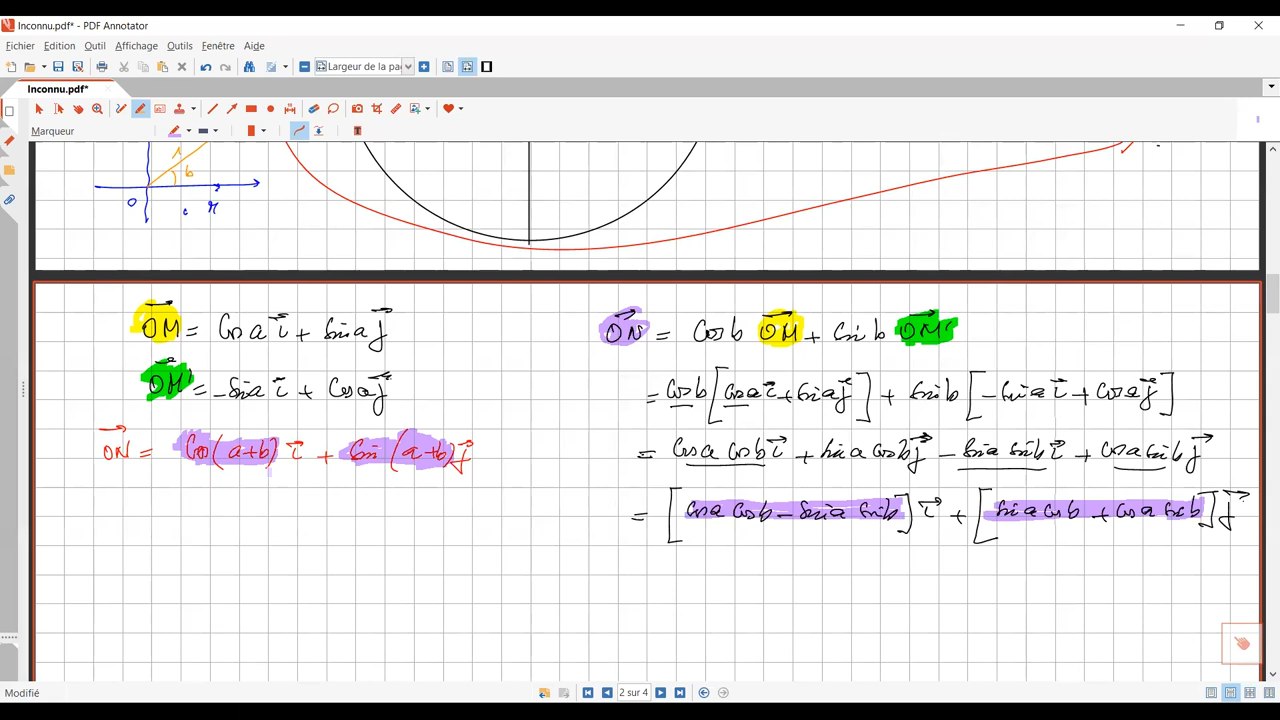 Inconnu.pdf* - PDF Annotator
Fichier Edition Outil Affichage Outils Fenêtre Aide
Largeur de la pa
Inconnu.pdf*
Marqueur
1 b
O
OM = cos a i + sin a j
OM' = -sin a i + cos a j
ON = cos(a+b) i + sin(a+b) j
ON = cos b OM + sin b OM'
= cos b [cos a i + sin a j] + sin b [-sin a i + cos a j]
= cos a cos b i + sin a cos b j - sin a sin b i + cos a sin b j
= [cos a cos b - sin a sin b] i + [sin a cos b + cos a sin b] j
Modifié
2 sur 4